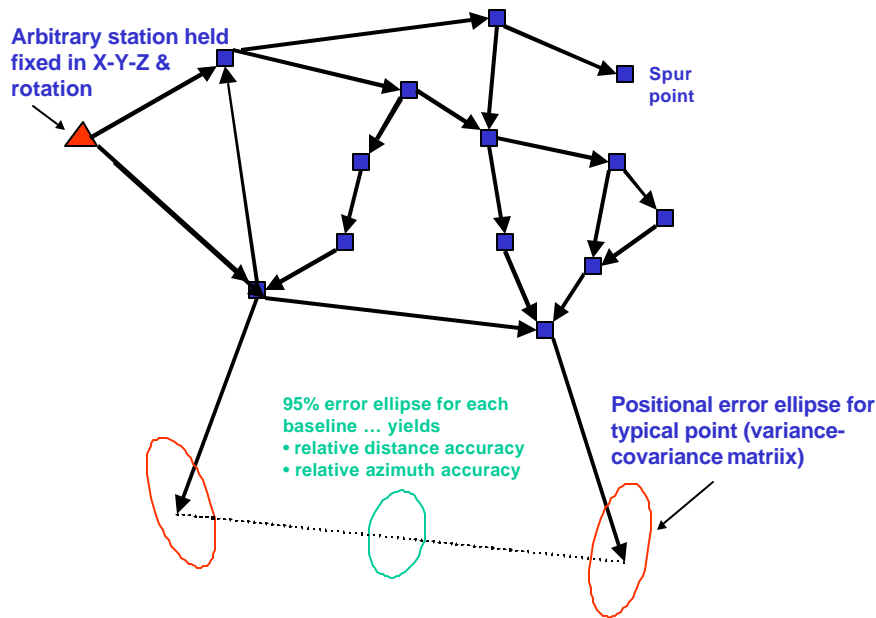 Arbitrary station held
fixed in X-Y-Z &
rotation
Spur
point
95% error ellipse for each
baseline … yields
• relative distance accuracy
• relative azimuth accuracy
Positional error ellipse for
typical point (variance-
covariance matriix)